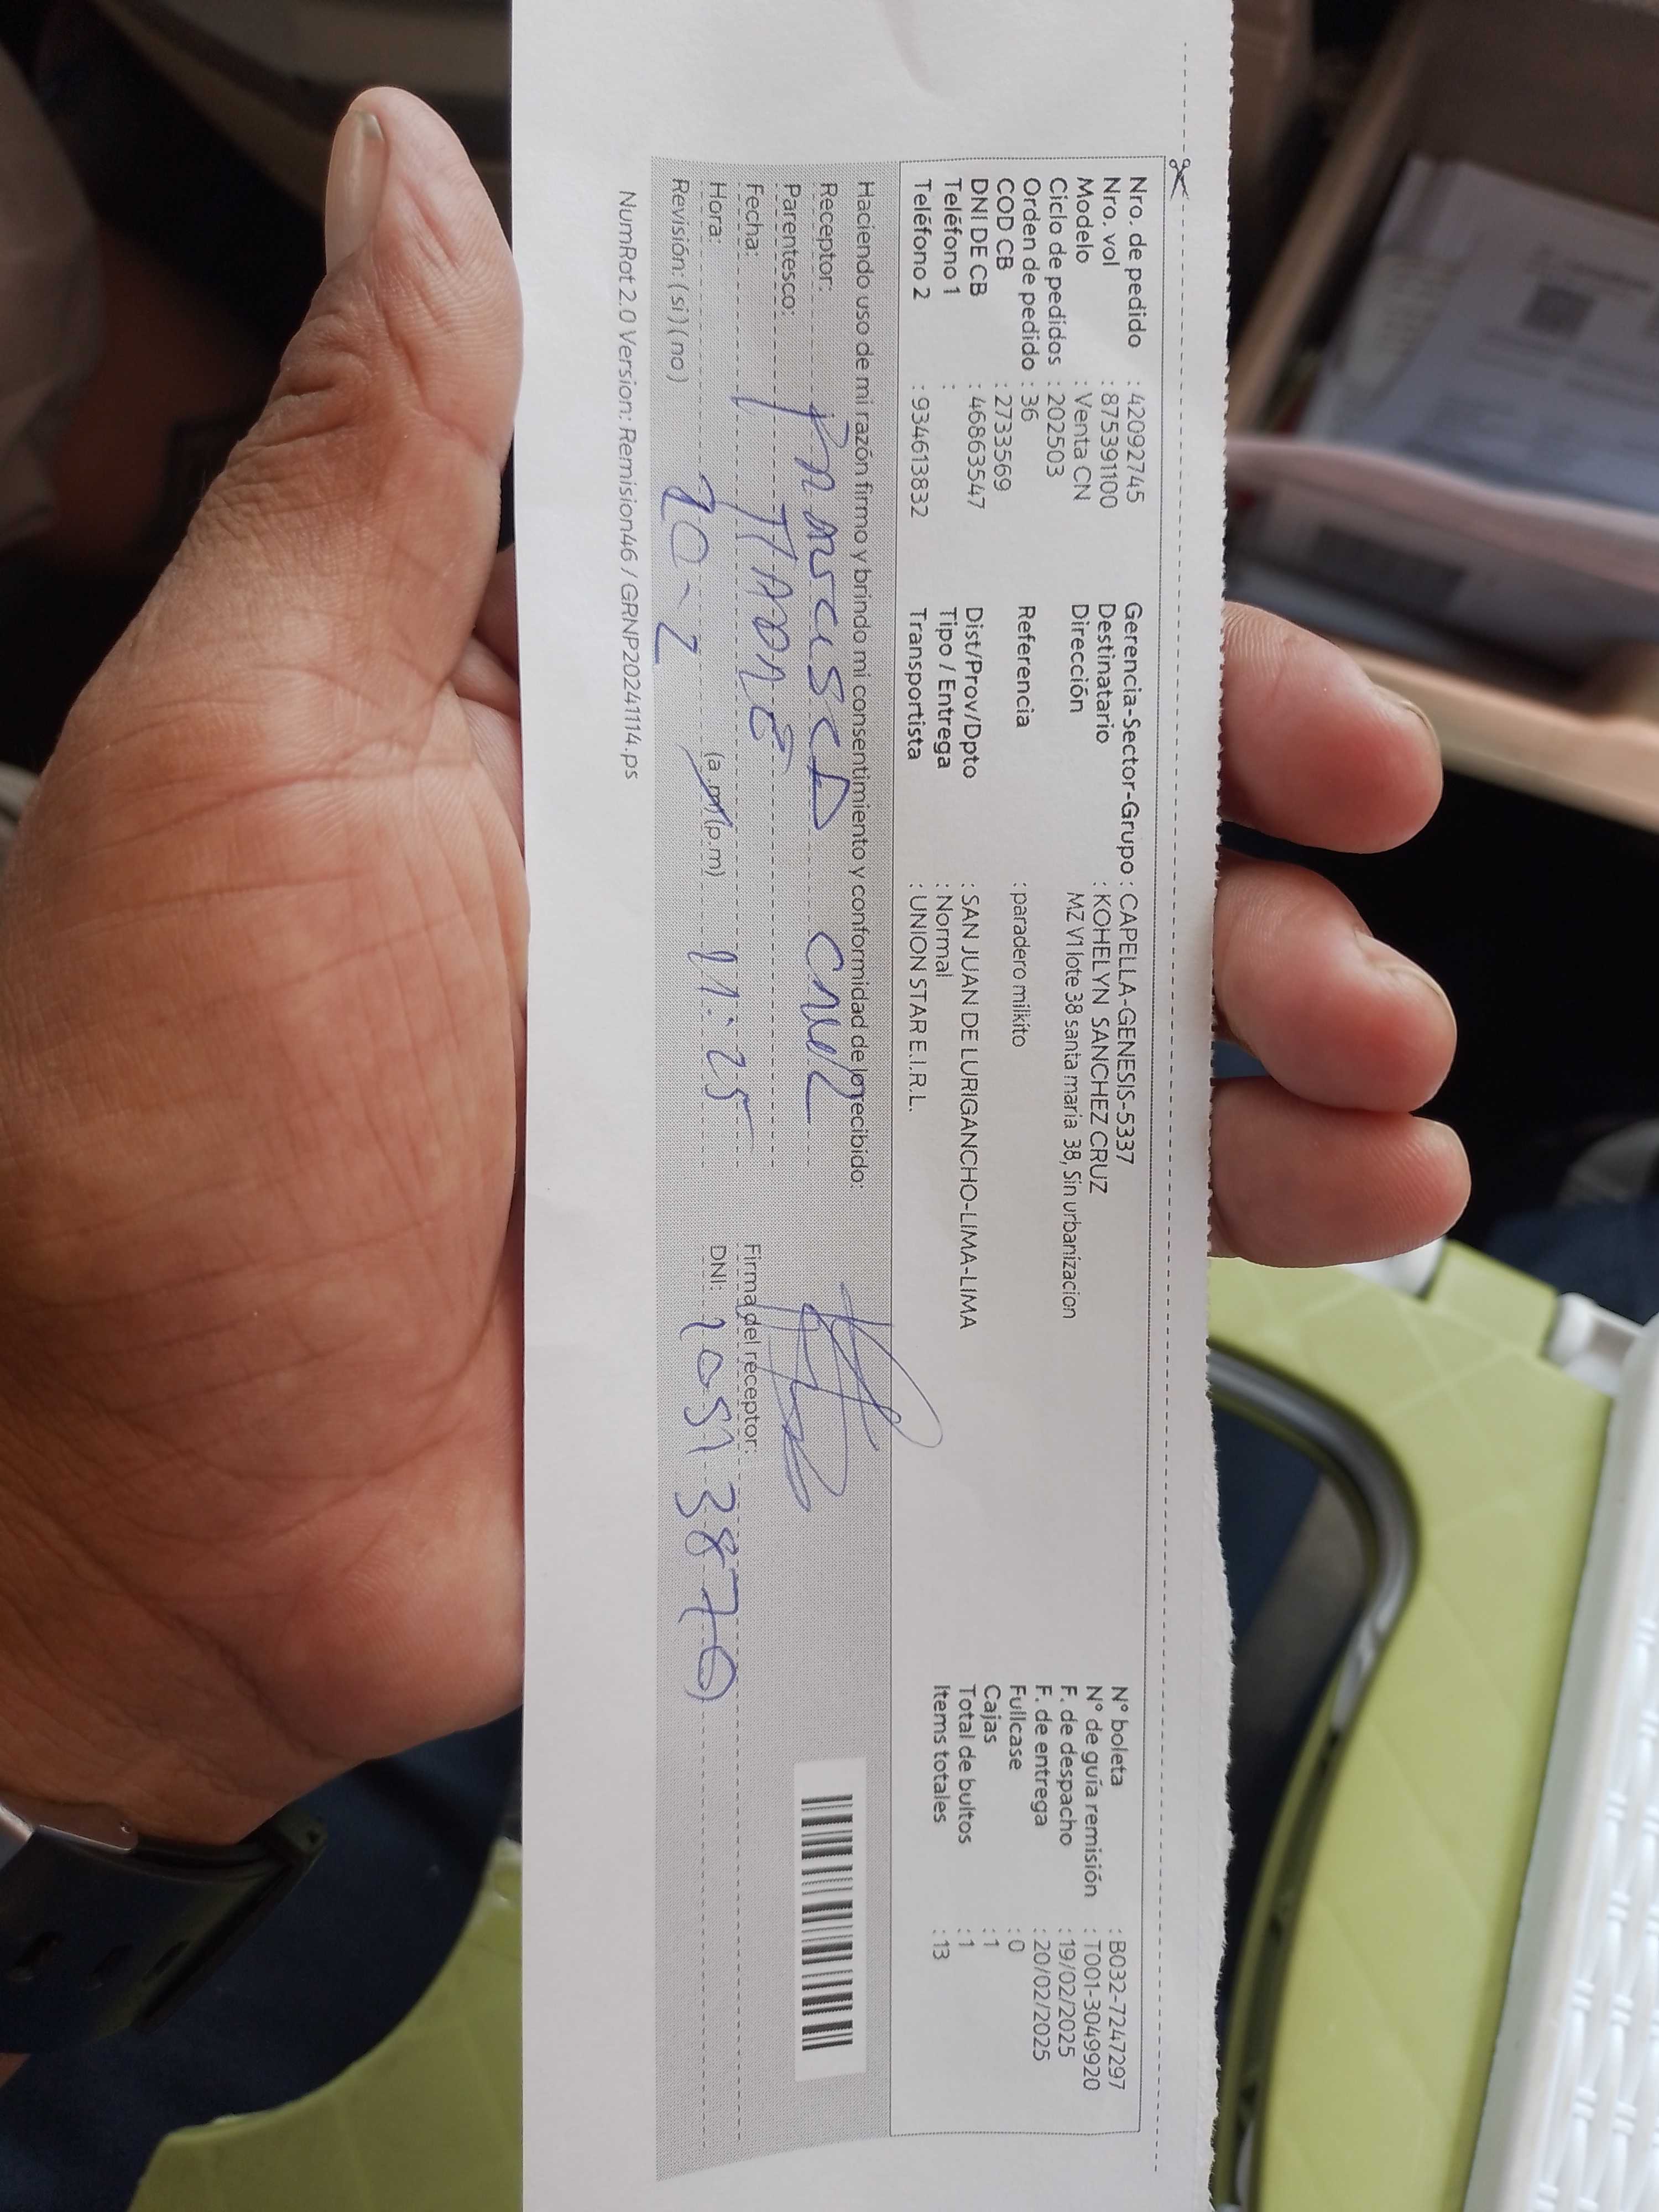 Nro. de pedido : 42092745
Nro. vol : 875391100
Modelo : Venta CN
Ciclo de pedidos : 202503
Orden de pedido : 36
COD CB : 2733569
DNI DE CB : 46863547
Teléfono 1 :
Teléfono 2 : 934613832
Gerencia-Sector-Grupo : CAPELLA-GENESIS-5337
Destinatario : KOHELYN SANCHEZ CRUZ
Dirección MZ V1 lote 38 santa maria 38, Sin urbanizacion
Referencia : paradero milkito
Dist/Prov/Dpto : SAN JUAN DE LURIGANCHO-LIMA-LIMA
Tipo / Entrega : Normal
Transportista : UNION STAR E.I.R.L.
N° boleta : B032-7247297
N° de guía remisión : T001-3049920
F. de despacho : 19/02/2025
F. de entrega : 20/02/2025
Fullcase : 0
Cajas : 1
Total de bultos : 1
Items totales : 13
Haciendo uso de mi razón firmo y brindo mi consentimiento y conformidad de lo recibido:
Receptor:
Parentesco:
Fecha: 20-2
Hora: (a.m) (p.m) 11:25
Revisión: (si) (no)
Firma del receptor:
DNI:
NumRot 2.0 Version: Remision46 / GRNP20241114.ps